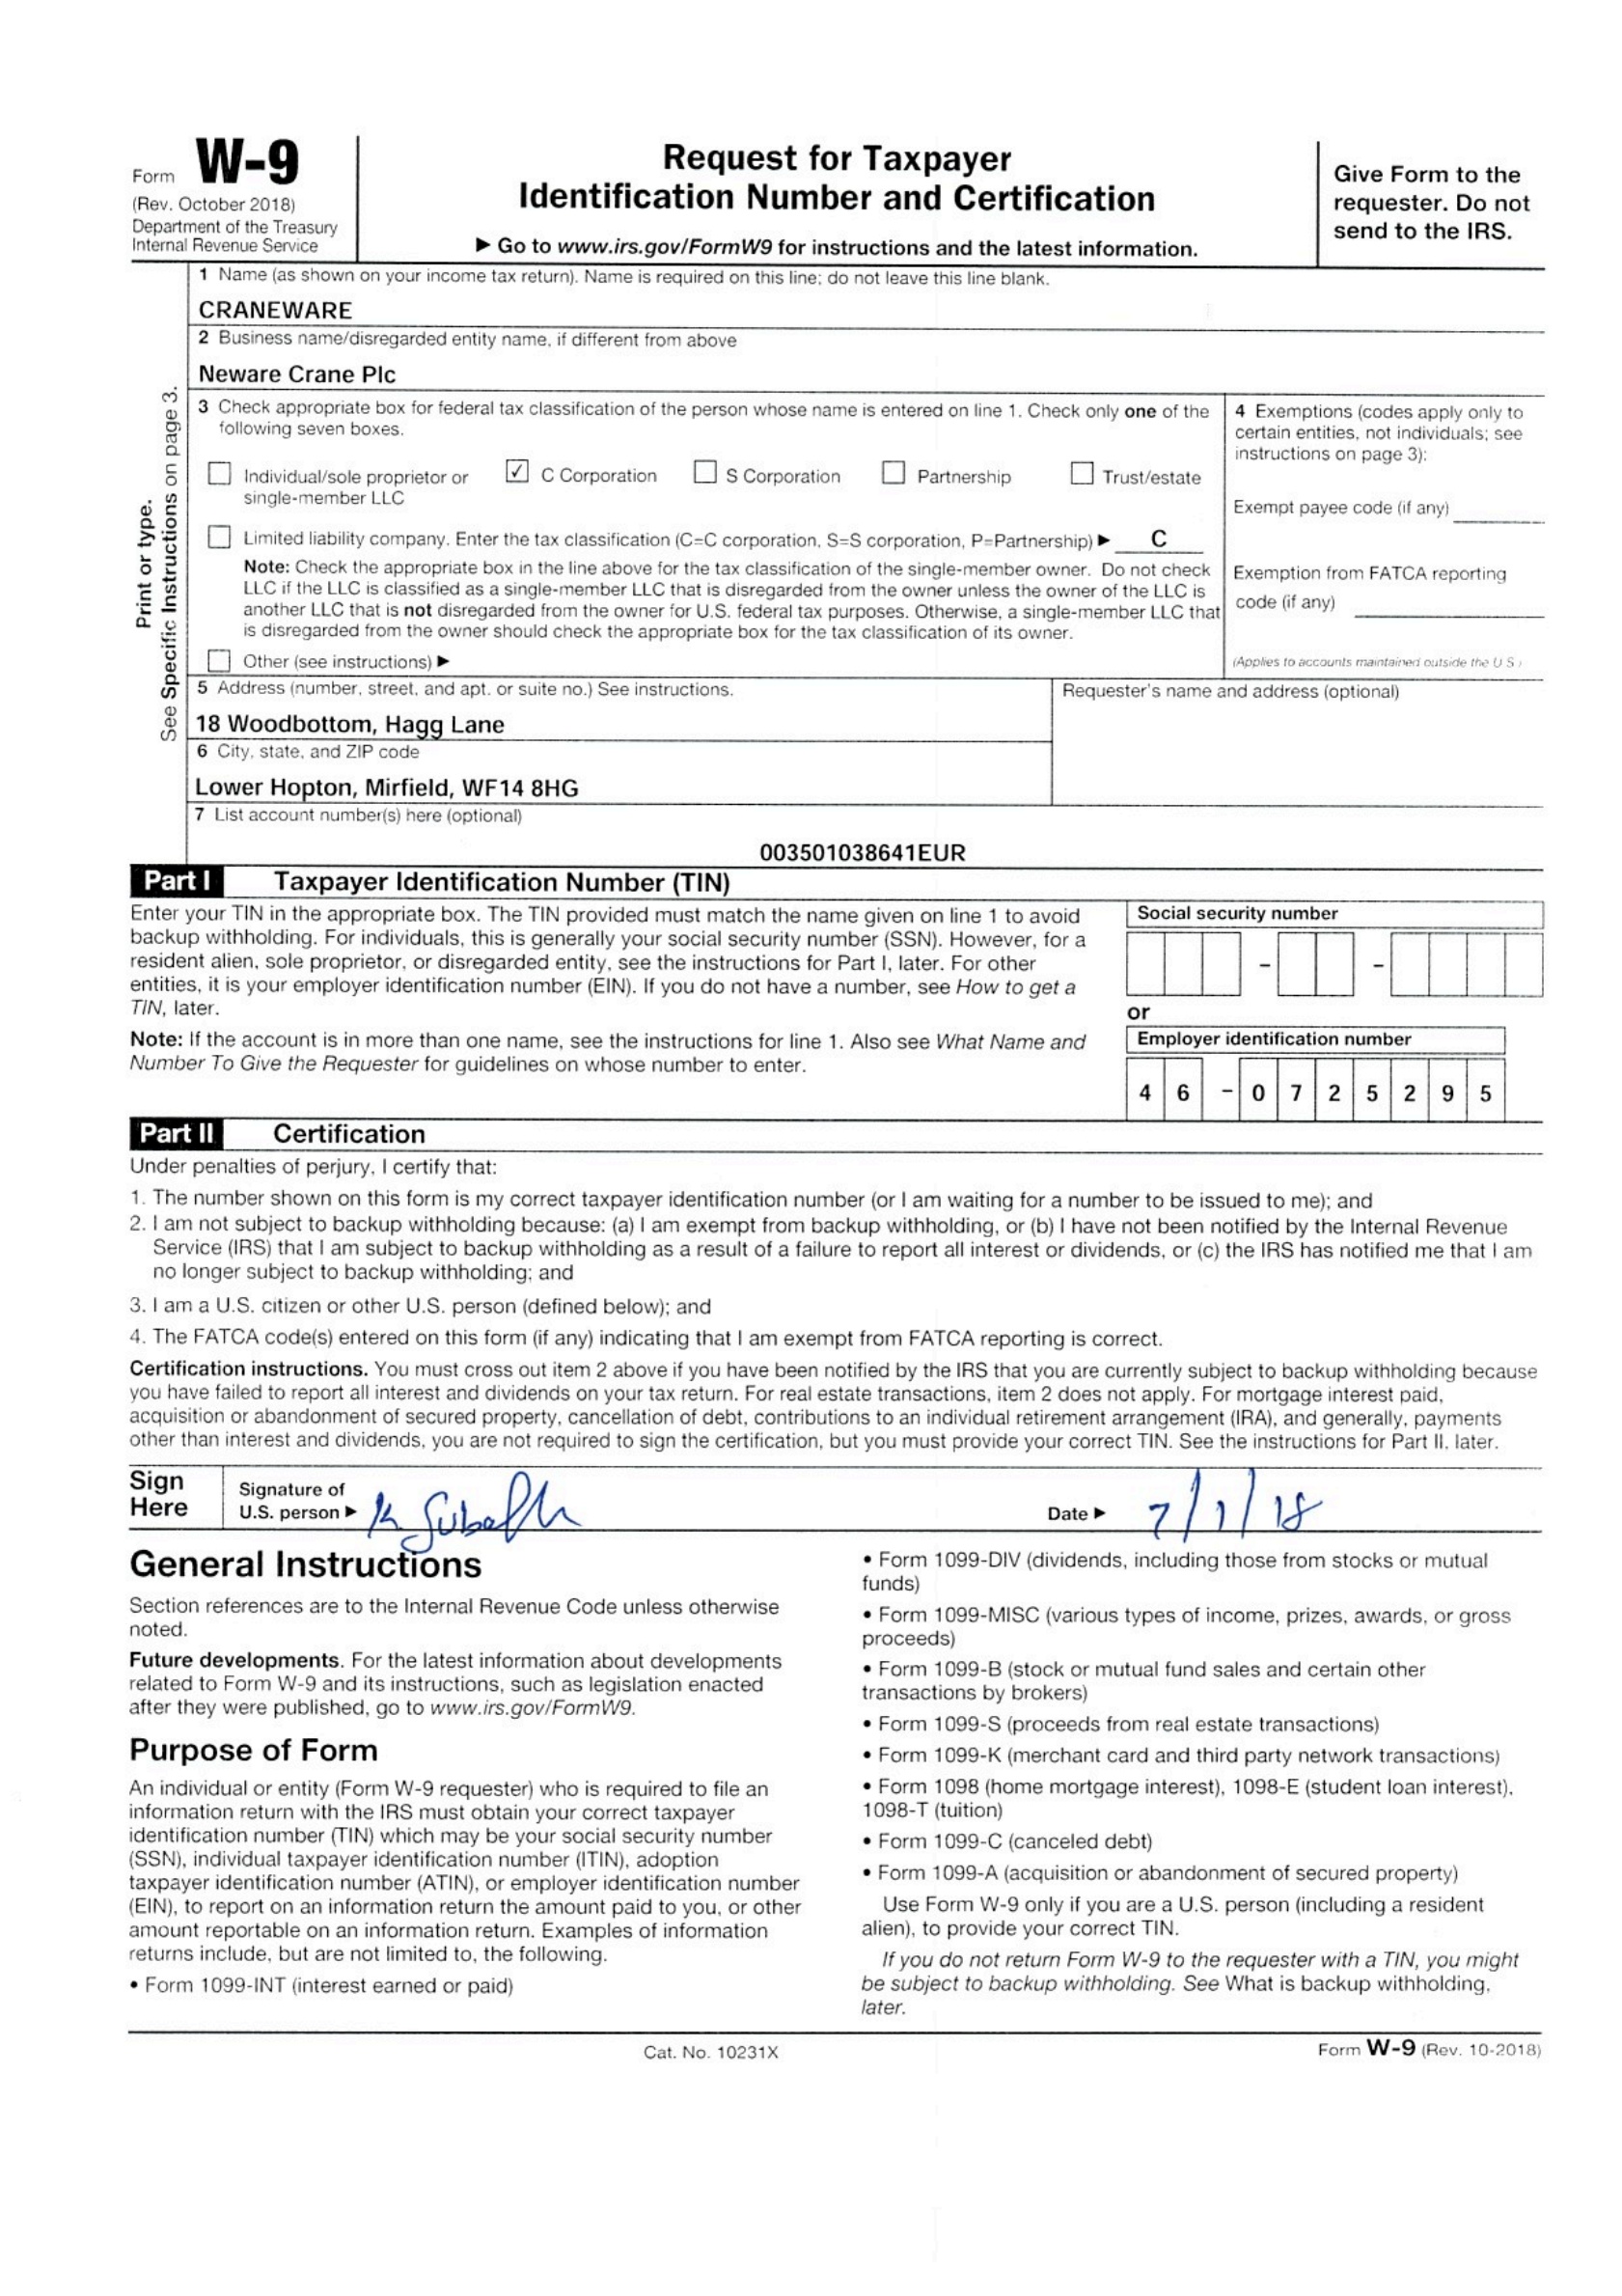 Form W-9
(Rev. October 2018)
Department of the Treasury
Internal Revenue Service
Request for Taxpayer
Identification Number and Certification
▶ Go to www.irs.gov/FormW9 for instructions and the latest information.
Give Form to the
requester. Do not
send to the IRS.
Print or type.
See Specific Instructions on page 3.
1 Name (as shown on your income tax return). Name is required on this line; do not leave this line blank.
CRANEWARE
2 Business name/disregarded entity name, if different from above
Neware Crane Plc
3 Check appropriate box for federal tax classification of the person whose name is entered on line 1. Check only one of the
following seven boxes.
Individual/sole proprietor or
single-member LLC
✓ C Corporation
S Corporation
Partnership
Trust/estate
Limited liability company. Enter the tax classification (C=C corporation, S=S corporation, P=Partnership) ▶ C
Note: Check the appropriate box in the line above for the tax classification of the single-member owner. Do not check
LLC if the LLC is classified as a single-member LLC that is disregarded from the owner unless the owner of the LLC is
another LLC that is not disregarded from the owner for U.S. federal tax purposes. Otherwise, a single-member LLC that
is disregarded from the owner should check the appropriate box for the tax classification of its owner.
Other (see instructions) ▶
4 Exemptions (codes apply only to
certain entities, not individuals; see
instructions on page 3):
Exempt payee code (if any)
Exemption from FATCA reporting
code (if any)
(Applies to accounts maintained outside the U.S.)
5 Address (number, street, and apt. or suite no.) See instructions.
18 Woodbottom, Hagg Lane
Requester's name and address (optional)
6 City, state, and ZIP code
Lower Hopton, Mirfield, WF14 8HG
7 List account number(s) here (optional)
003501038641EUR
Part I Taxpayer Identification Number (TIN)
Enter your TIN in the appropriate box. The TIN provided must match the name given on line 1 to avoid
backup withholding. For individuals, this is generally your social security number (SSN). However, for a
resident alien, sole proprietor, or disregarded entity, see the instructions for Part I, later. For other
entities, it is your employer identification number (EIN). If you do not have a number, see How to get a
TIN, later.
Note: If the account is in more than one name, see the instructions for line 1. Also see What Name and
Number To Give the Requester for guidelines on whose number to enter.
Social security number
- -
or
Employer identification number
4 6 - 0 7 2 5 2 9 5
Part II Certification
Under penalties of perjury, I certify that:
1. The number shown on this form is my correct taxpayer identification number (or I am waiting for a number to be issued to me); and
2. I am not subject to backup withholding because: (a) I am exempt from backup withholding, or (b) I have not been notified by the Internal Revenue
Service (IRS) that I am subject to backup withholding as a result of a failure to report all interest or dividends, or (c) the IRS has notified me that I am
no longer subject to backup withholding; and
3. I am a U.S. citizen or other U.S. person (defined below); and
4. The FATCA code(s) entered on this form (if any) indicating that I am exempt from FATCA reporting is correct.
Certification instructions. You must cross out item 2 above if you have been notified by the IRS that you are currently subject to backup withholding because
you have failed to report all interest and dividends on your tax return. For real estate transactions, item 2 does not apply. For mortgage interest paid,
acquisition or abandonment of secured property, cancellation of debt, contributions to an individual retirement arrangement (IRA), and generally, payments
other than interest and dividends, you are not required to sign the certification, but you must provide your correct TIN. See the instructions for Part II, later.
Sign
Here
Signature of
U.S. person ▶
Date ▶ 7/1/18
General Instructions
Section references are to the Internal Revenue Code unless otherwise
noted.
Future developments. For the latest information about developments
related to Form W-9 and its instructions, such as legislation enacted
after they were published, go to www.irs.gov/FormW9.
Purpose of Form
An individual or entity (Form W-9 requester) who is required to file an
information return with the IRS must obtain your correct taxpayer
identification number (TIN) which may be your social security number
(SSN), individual taxpayer identification number (ITIN), adoption
taxpayer identification number (ATIN), or employer identification number
(EIN), to report on an information return the amount paid to you, or other
amount reportable on an information return. Examples of information
returns include, but are not limited to, the following.
• Form 1099-INT (interest earned or paid)
• Form 1099-DIV (dividends, including those from stocks or mutual
funds)
• Form 1099-MISC (various types of income, prizes, awards, or gross
proceeds)
• Form 1099-B (stock or mutual fund sales and certain other
transactions by brokers)
• Form 1099-S (proceeds from real estate transactions)
• Form 1099-K (merchant card and third party network transactions)
• Form 1098 (home mortgage interest), 1098-E (student loan interest),
1098-T (tuition)
• Form 1099-C (canceled debt)
• Form 1099-A (acquisition or abandonment of secured property)
Use Form W-9 only if you are a U.S. person (including a resident
alien), to provide your correct TIN.
If you do not return Form W-9 to the requester with a TIN, you might
be subject to backup withholding. See What is backup withholding,
later.
Cat. No. 10231X
Form W-9 (Rev. 10-2018)